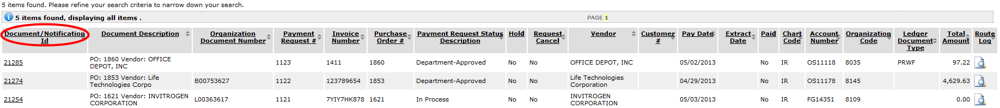 5 items found. Please refine your search criteria to narrow down your search.
5 items found, displaying all items .
PAGE 1
Document/Notification Id Document Description Organization Document Number Payment Request # Invoice Number Purchase Order # Payment Request Status Description Hold Request Cancel Vendor Customer # Pay Date Extract Date Paid Chart Code Account Number Organization Code Ledger Document Type Total Amount Route Log
21285 PO: 1860 Vendor: OFFICE DEPOT, INC 1123 1411 1860 Department-Approved No No OFFICE DEPOT, INC 05/02/2013 No IR OS11118 8035 PRWF 97.22
21274 PO: 1853 Vendor: Life Technologies Corpo B00753627 1122 123789654 1853 Department-Approved No No Life Technologies Corporation 04/29/2013 No IR OS11178 8145 4,629.63
21254 PO: 1621 Vendor: INVITROGEN CORPORATION L00363617 1121 7YIY7HK878 1621 In Process No No INVITROGEN CORPORATION 05/03/2013 No IR FG14351 8109 0.00